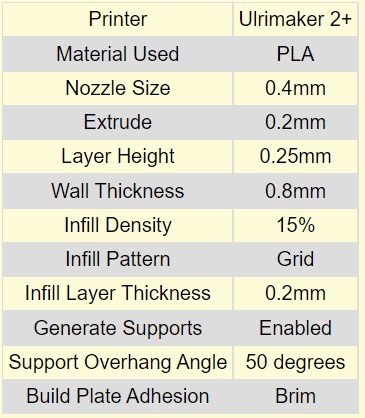 Printer Ulrimaker 2+
Material Used PLA
Nozzle Size 0.4mm
Extrude 0.2mm
Layer Height 0.25mm
Wall Thickness 0.8mm
Infill Density 15%
Infill Pattern Grid
Infill Layer Thickness 0.2mm
Generate Supports Enabled
Support Overhang Angle 50 degrees
Build Plate Adhesion Brim